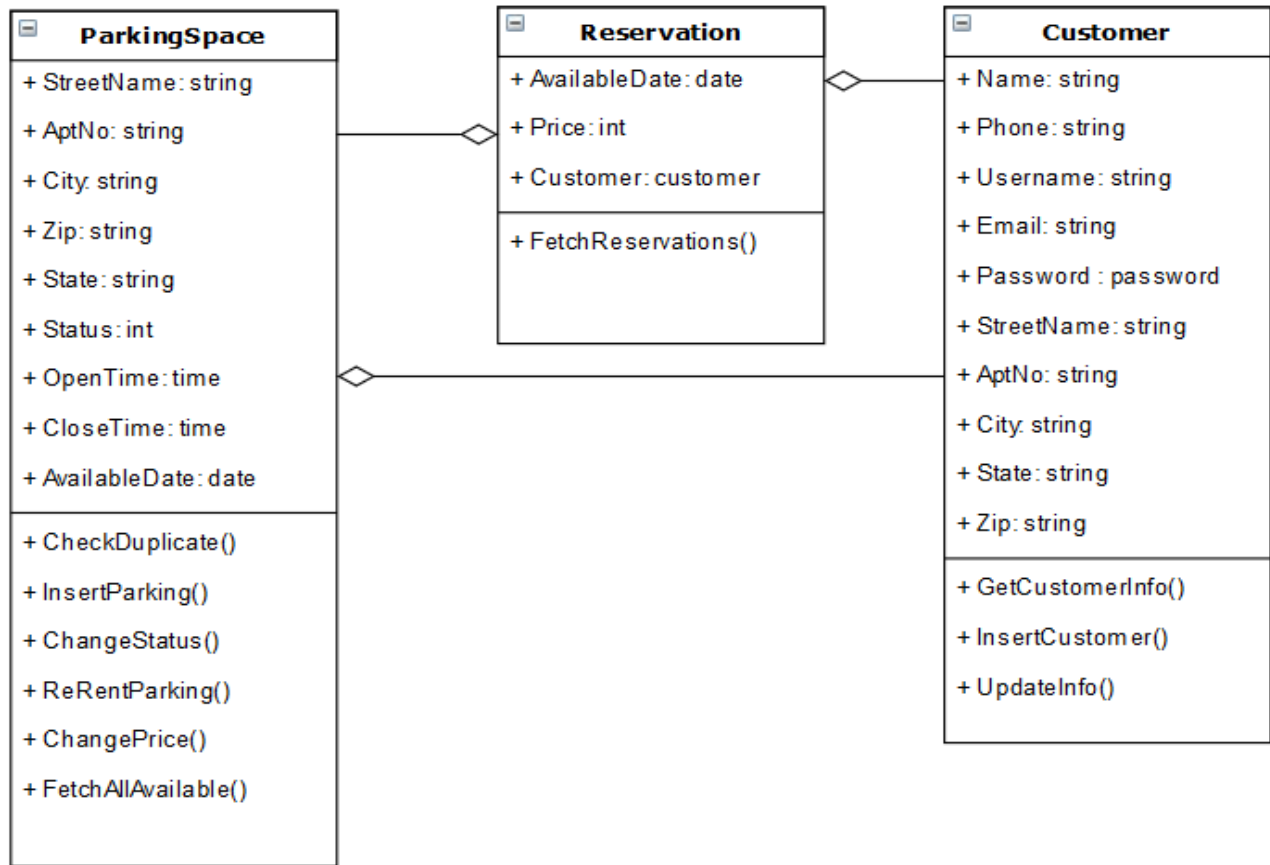 ParkingSpace
+ StreetName: string
+ AptNo: string
+ City: string
+ Zip: string
+ State: string
+ Status: int
+ OpenTime: time
+ CloseTime: time
+ AvailableDate: date
+ CheckDuplicate()
+ InsertParking()
+ ChangeStatus()
+ ReRentParking()
+ ChangePrice()
+ FetchAllAvailable()
Reservation
+ AvailableDate: date
+ Price: int
+ Customer: customer
+ FetchReservations()
Customer
+ Name: string
+ Phone: string
+ Username: string
+ Email: string
+ Password : password
+ StreetName: string
+ AptNo: string
+ City: string
+ State: string
+ Zip: string
+ GetCustomerInfo()
+ InsertCustomer()
+ UpdateInfo()